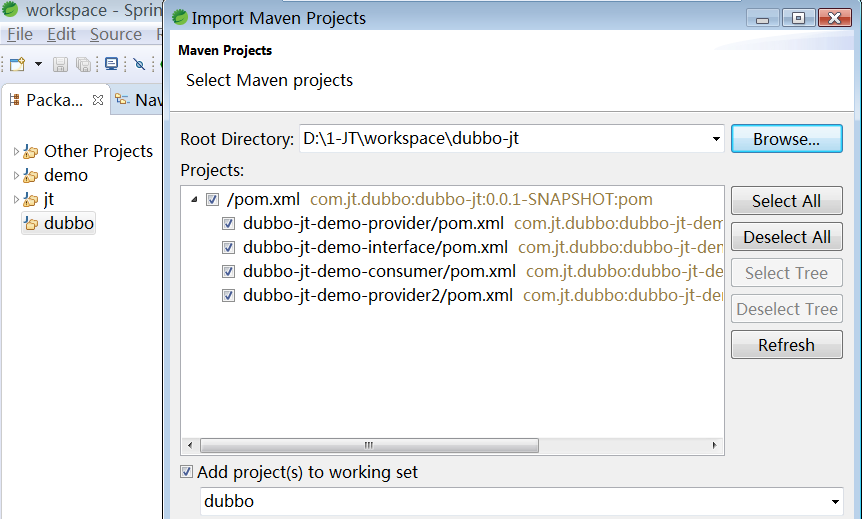 workspace - Sprin
File Edit Source
Packa...
Nav
Other Projects
demo
jt
dubbo
Import Maven Projects
Maven Projects
Select Maven projects
Root Directory: D:\1-JT\workspace\dubbo-jt
Browse...
Projects:
/pom.xml com.jt.dubbo:dubbo-jt:0.0.1-SNAPSHOT:pom
dubbo-jt-demo-provider/pom.xml com.jt.dubbo:dubbo-jt-dem
dubbo-jt-demo-interface/pom.xml com.jt.dubbo:dubbo-jt-dem
dubbo-jt-demo-consumer/pom.xml com.jt.dubbo:dubbo-jt-de
dubbo-jt-demo-provider2/pom.xml com.jt.dubbo:dubbo-jt-de
Select All
Deselect All
Select Tree
Deselect Tree
Refresh
Add project(s) to working set
dubbo